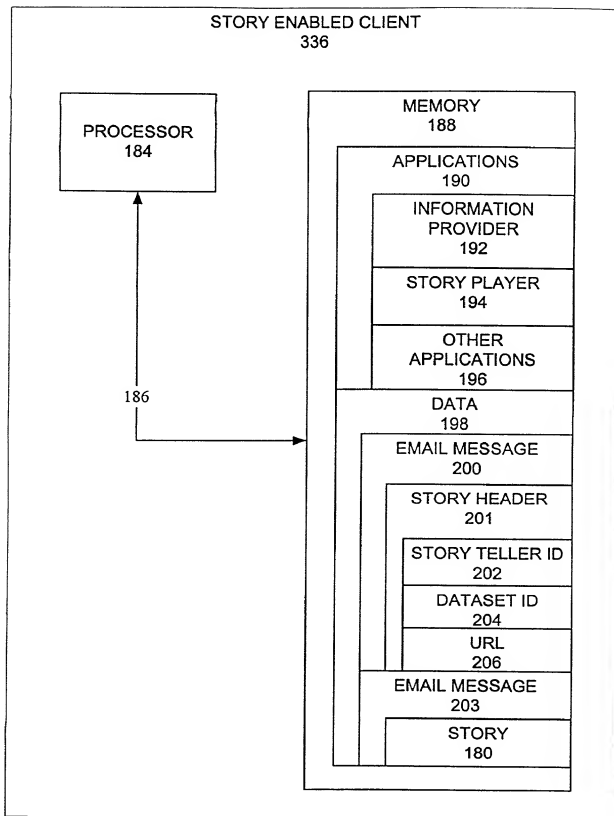 STORY ENABLED CLIENT
336
PROCESSOR
184
186
MEMORY
188
APPLICATIONS
190
INFORMATION
PROVIDER
192
STORY PLAYER
194
OTHER
APPLICATIONS
196
DATA
198
EMAIL MESSAGE
200
STORY HEADER
201
STORY TELLER ID
202
DATASET ID
204
URL
206
EMAIL MESSAGE
203
STORY
180